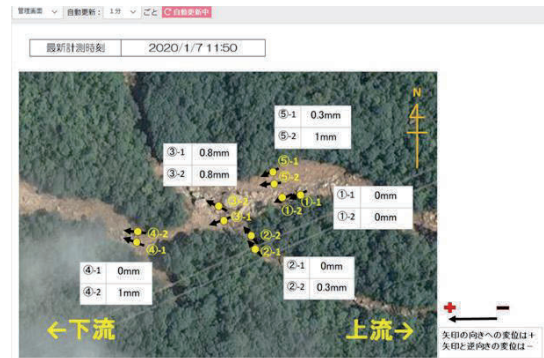 管理画面 自動更新： 1分 ごと 自動更新中
最新計測時刻 2020/1/7 11:50
N
⑤-1 0.3mm
⑤-2 1mm
③-1 0.8mm
③-2 0.8mm
⑤-1
⑤-2
①-1 0mm
①-2 0mm
①-1
①-2
③-2
③-1
④-2
④-1
②-2
②-1
④-1 0mm
④-2 1mm
②-1 0mm
②-2 0.3mm
←下流
上流→
+ −
矢印の向きへの変位は＋
矢印と逆向きの変位は−